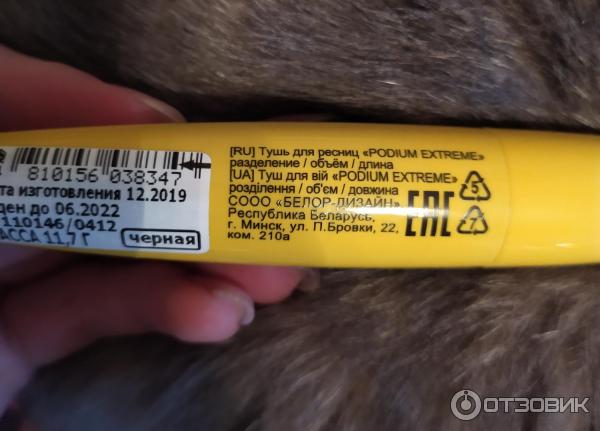 810156 038347
та изготовления 12.2019
ден до 06.2022
110146/0412
АССА 11,7 Г
черная
[RU] Тушь для ресниц «PODIUM EXTREME»
разделение / объём / длина
[UA] Туш для вій «PODIUM EXTREME»
розділення / об'єм / довжина
СООО «БЕЛОР-ДИЗАЙН»,
Республика Беларусь,
г. Минск, ул. П.Бровки, 22,
ком. 210а
EAC
5
7
ОТЗОВИК